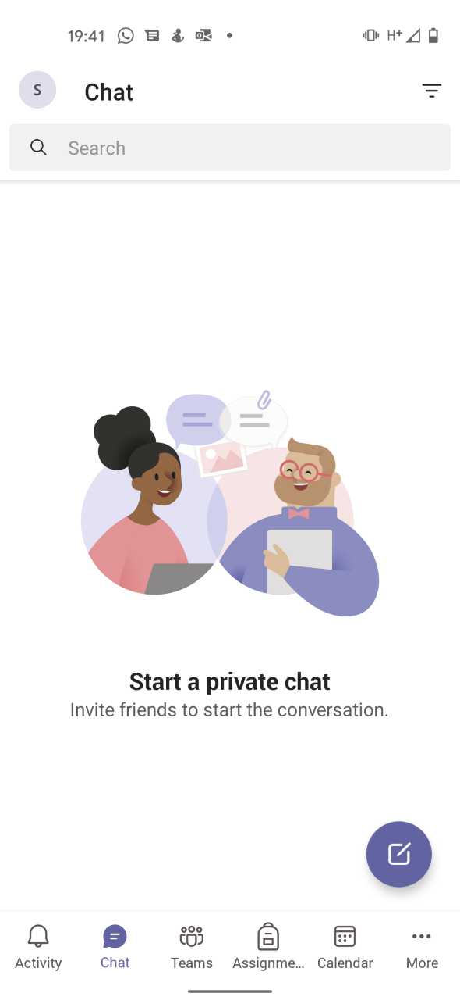 19:41
H+
S
Chat
Search
Start a private chat
Invite friends to start the conversation.
Activity
Chat
Teams
Assignme...
Calendar
More